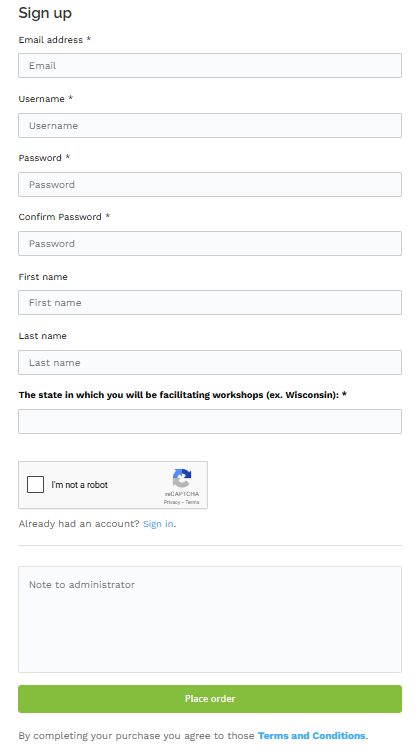 Sign up
Email address *
Email
Username *
Username
Password *
Password
Confirm Password *
Password
First name
First name
Last name
Last name
The state in which you will be facilitating workshops (ex. Wisconsin): *
I'm not a robot
reCAPTCHA
Privacy - Terms
Already had an account? Sign in.
Note to administrator
Place order
By completing your purchase you agree to those Terms and Conditions.